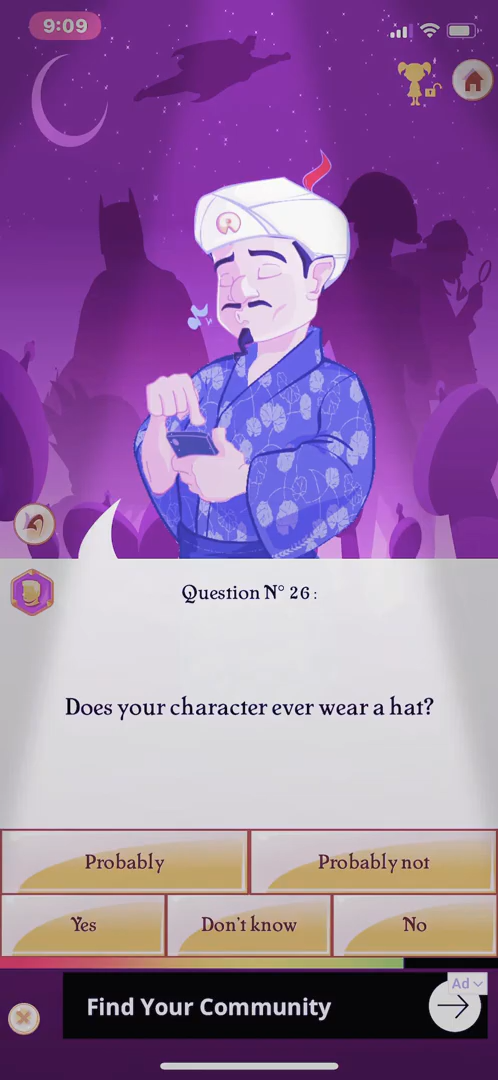 9:09
Question N° 26 :
Does your character ever wear a hat?
Probably
Probably not
Yes
Don't know
No
Ad
Find Your Community